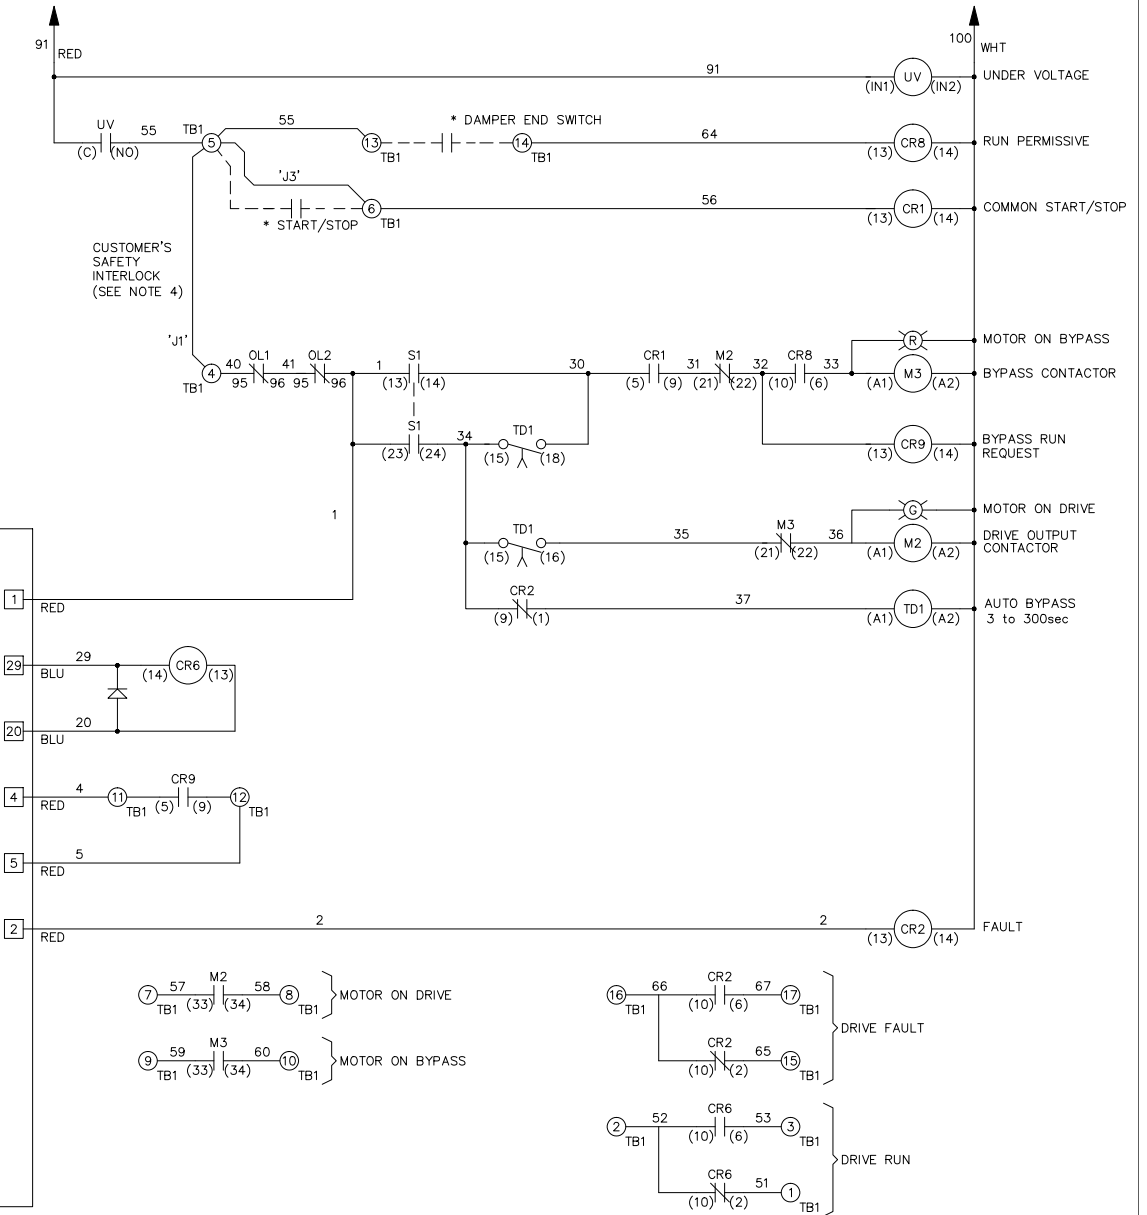 91 RED
100 WHT
91 (IN1) UV (IN2) UNDER VOLTAGE
UV
(C) (NO) 55 TB1 5 55 13 TB1 * DAMPER END SWITCH 14 TB1 64 (13) CR8 (14) RUN PERMISSIVE
'J3'
* START/STOP 6 TB1 56 (13) CR1 (14) COMMON START/STOP
CUSTOMER'S
SAFETY
INTERLOCK
(SEE NOTE 4)
'J1'
R MOTOR ON BYPASS
4 TB1 40 OL1 95 96 41 OL2 95 96 1 S1 (13) (14) 30 CR1 (5) (9) 31 M2 (21) (22) 32 CR8 (10) (6) 33 (A1) M3 (A2) BYPASS CONTACTOR
S1 (23) (24) 34 TD1 (15) (18) (13) CR9 (14) BYPASS RUN
REQUEST
1
G MOTOR ON DRIVE
TD1 (15) (16) 35 M3 (21) (22) 36 (A1) M2 (A2) DRIVE OUTPUT
CONTACTOR
1 RED
CR2 (9) (1) 37 (A1) TD1 (A2) AUTO BYPASS
3 to 300sec
29 BLU 29 (14) CR6 (13)
20 BLU 20
4 RED 4 11 TB1 CR9 (5) (9) 12 TB1
5 RED 5
2 RED 2 2 (13) CR2 (14) FAULT
7 TB1 57 M2 (33) (34) 58 8 TB1 MOTOR ON DRIVE
9 TB1 59 M3 (33) (34) 60 10 TB1 MOTOR ON BYPASS
16 TB1 66 CR2 (10) (6) 67 17 TB1
DRIVE FAULT
CR2 (10) (2) 65 15 TB1
2 TB1 52 CR6 (10) (6) 53 3 TB1
DRIVE RUN
CR6 (10) (2) 51 1 TB1